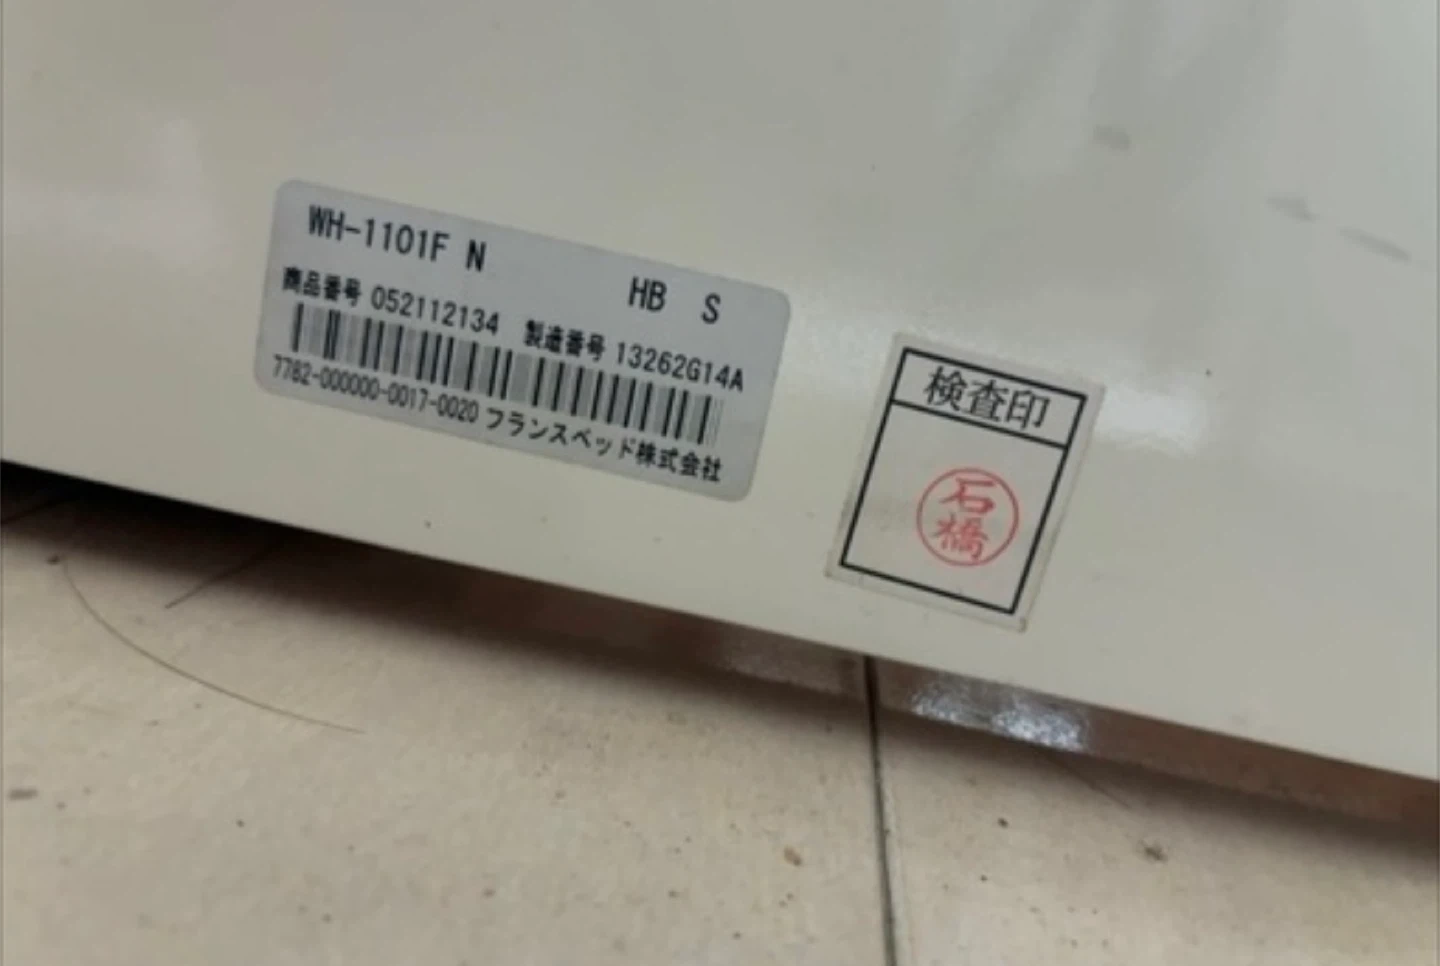 WH-1101F N HB S
商品番号 052112134 製造番号 13262G14A
7782-000000-0017-0020 フランスベッド株式会社
検査印
石橋